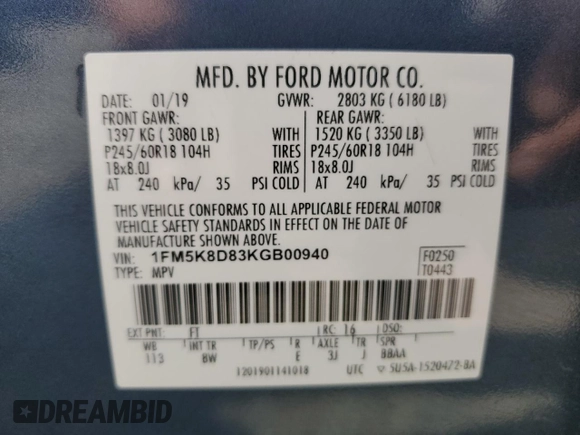 MFD. BY FORD MOTOR CO.
DATE: 01/19 GVWR: 2803 KG ( 6180 LB)
FRONT GAWR: REAR GAWR:
1397 KG ( 3080 LB) WITH 1520 KG ( 3350 LB) WITH
P245/60R18 104H TIRES P245/60R18 104H TIRES
18x8.0J RIMS 18x8.0J RIMS
AT 240 kPa/ 35 PSI COLD AT 240 kPa/ 35 PSI COLD
THIS VEHICLE CONFORMS TO ALL APPLICABLE FEDERAL MOTOR
VEHICLE SAFETY STANDARDS IN EFFECT ON THE DATE OF
MANUFACTURE SHOWN ABOVE.
VIN: 1FM5K8D83KGB00940 F0250
TYPE: MPV T0443
EXT PNT: FT RC: 16 DSO:
WB INT TR TP/PS R AXLE TR SPR
113 BW E 3J J BBAA
1201901141018 UTC 5U5A-1520472-BA
DREAMBID